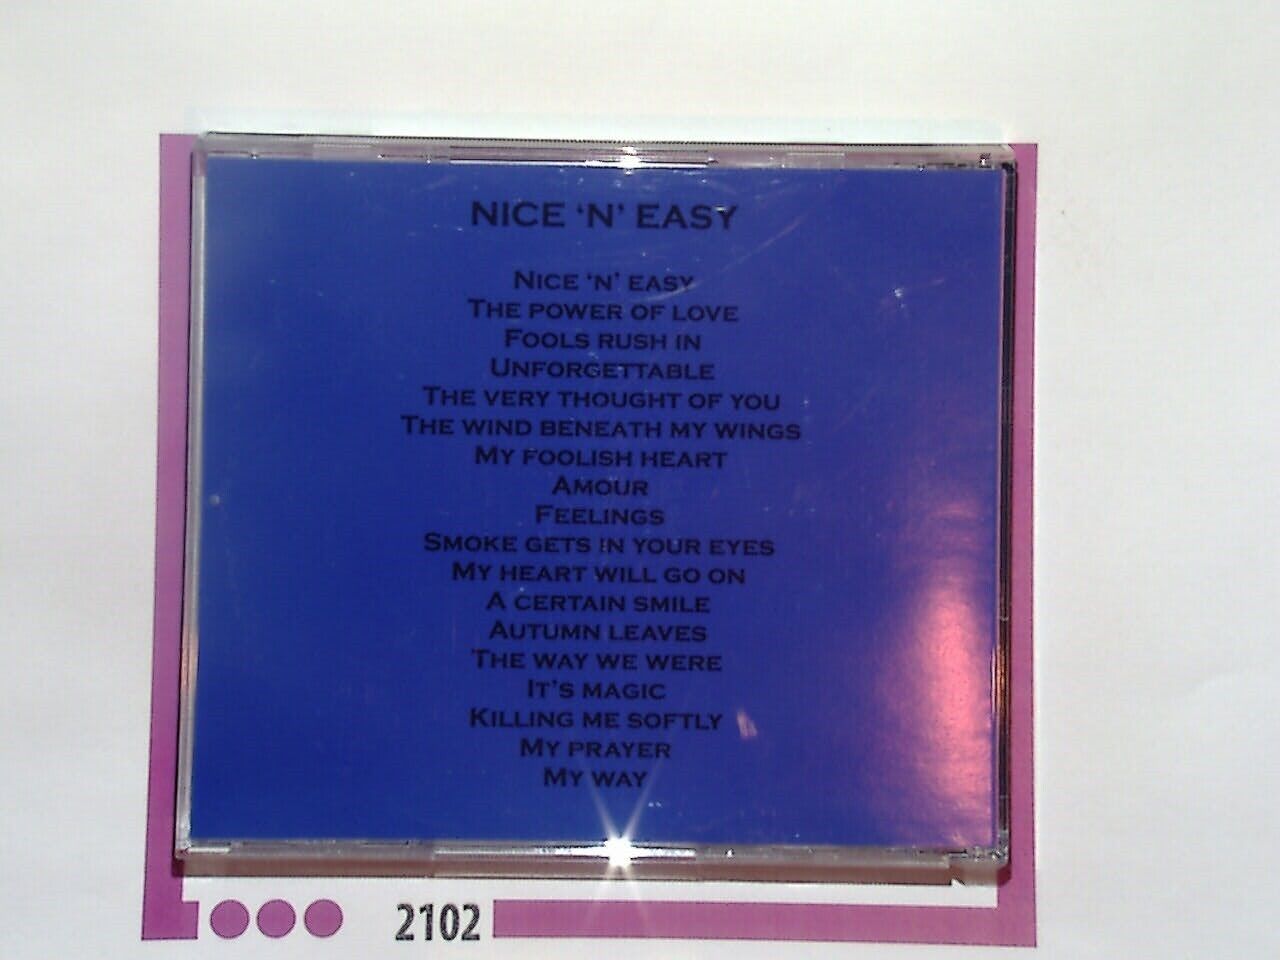 NICE 'N' EASY
NICE 'N' EASY
THE POWER OF LOVE
FOOLS RUSH IN
UNFORGETTABLE
THE VERY THOUGHT OF YOU
THE WIND BENEATH MY WINGS
MY FOOLISH HEART
AMOUR
FEELINGS
SMOKE GETS IN YOUR EYES
MY HEART WILL GO ON
A CERTAIN SMILE
AUTUMN LEAVES
THE WAY WE WERE
IT'S MAGIC
KILLING ME SOFTLY
MY PRAYER
MY WAY
2102